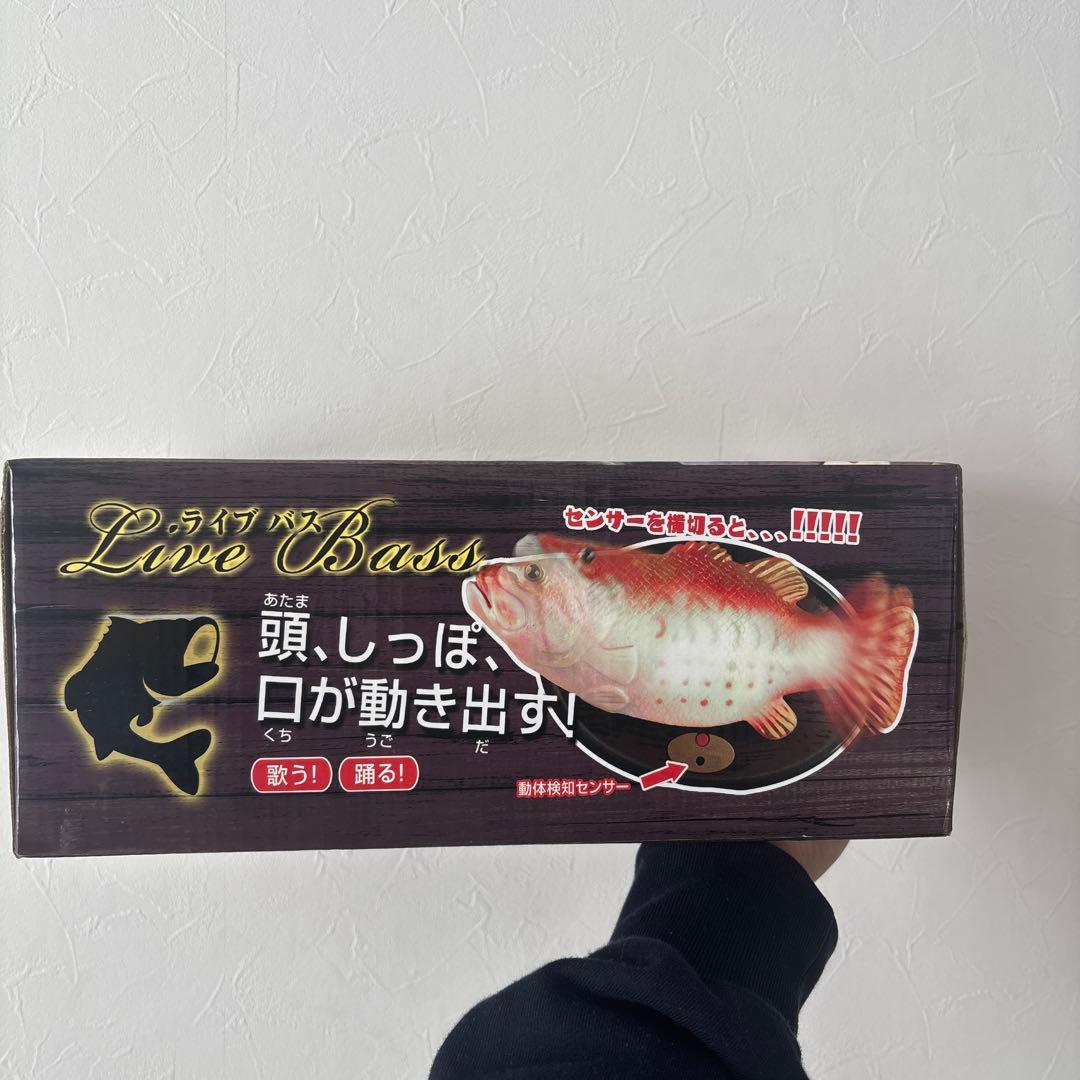 ライブ バス
Live Bass
センサーを横切ると、、、!!!!!
あたま
頭、しっぽ、
口が動き出す!
くち うご だ
歌う! 踊る!
動体検知センサー